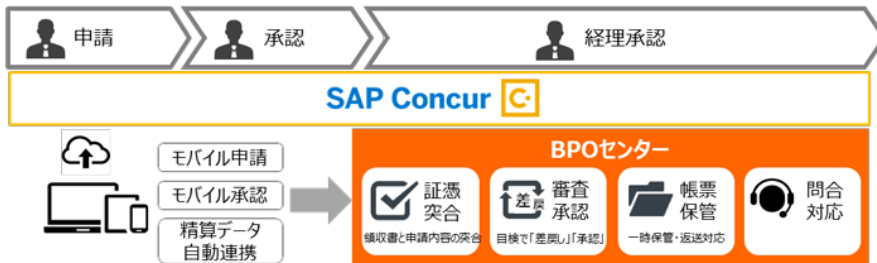 申請
承認
経理承認
SAP Concur C
モバイル申請
モバイル承認
精算データ
自動連携
BPOセンター
証憑
突合
領収書と申請内容の突合
差戻
審査
承認
目検で「差戻し」「承認」
帳票
保管
一時保管・返送対応
問合
対応